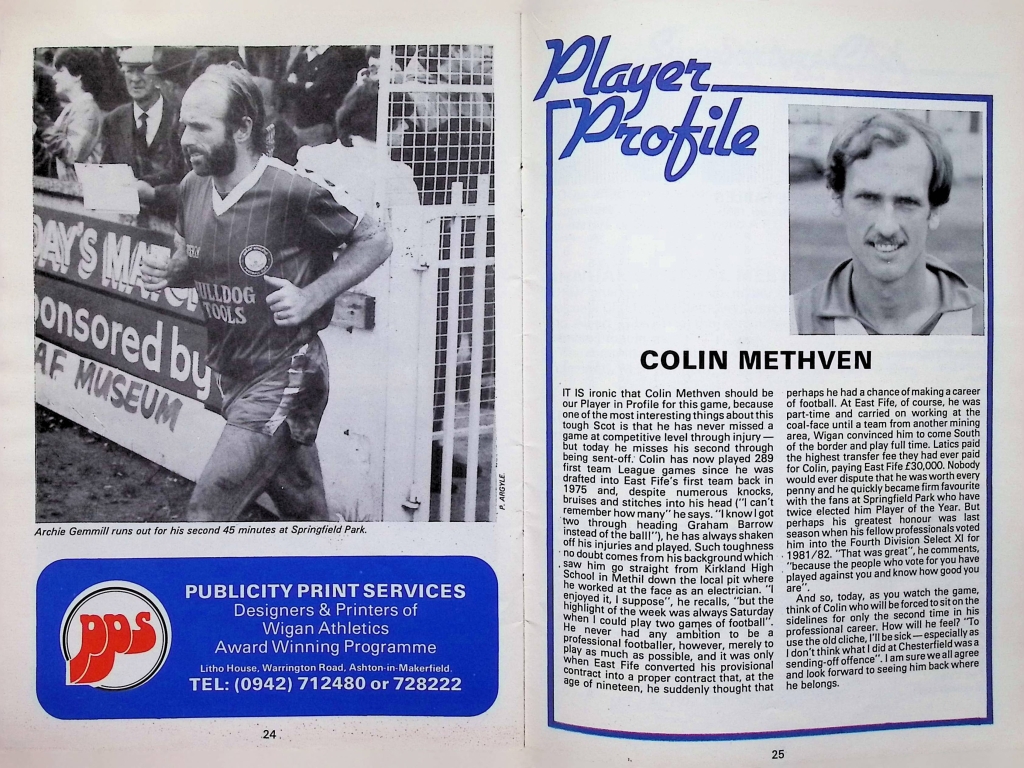 DAY'S MA
ponsored by
AF MUSEUM
BULLDOG
TOOLS
P. ARGYLE.
Archie Gemmill runs out for his second 45 minutes at Springfield Park.
pps
PUBLICITY PRINT SERVICES
Designers & Printers of
Wigan Athletics
Award Winning Programme
Litho House, Warrington Road, Ashton-in-Makerfield.
TEL: (0942) 712480 or 728222
24
Player
Profile
COLIN METHVEN
IT IS ironic that Colin Methven should be
our Player in Profile for this game, because
one of the most interesting things about this
tough Scot is that he has never missed a
game at competitive level through injury —
but today he misses his second through
being sent-off. Colin has now played 289
first team League games since he was
drafted into East Fife's first team back in
1975 and, despite numerous knocks,
bruises and stitches into his head ("I can't
remember how many" he says. "I know I got
two through heading Graham Barrow
instead of the ball!"), he has always shaken
off his injuries and played. Such toughness
no doubt comes from his background which
saw him go straight from Kirkland High
School in Methil down the local pit where
he worked at the face as an electrician. "I
enjoyed it, I suppose", he recalls, "but the
highlight of the week was always Saturday
when I could play two games of football".
He never had any ambition to be a
professional footballer, however, merely to
play as much as possible, and it was only
when East Fife converted his provisional
contract into a proper contract that, at the
age of nineteen, he suddenly thought that
perhaps he had a chance of making a career
of football. At East Fife, of course, he was
part-time and carried on working at the
coal-face until a team from another mining
area, Wigan convinced him to come South
of the border and play full time. Latics paid
the highest transfer fee they had ever paid
for Colin, paying East Fife £30,000. Nobody
would ever dispute that he was worth every
penny and he quickly became firm favourite
with the fans at Springfield Park who have
twice elected him Player of the Year. But
perhaps his greatest honour was last
season when his fellow professionals voted
him into the Fourth Division Select XI for
1981/82. "That was great", he comments,
"because the people who vote for you have
played against you and know how good you
are".
And so, today, as you watch the game,
think of Colin who will be forced to sit on the
sidelines for only the second time in his
professional career. How will he feel? "To
use the old cliche, I'll be sick — especially as
I don't think what I did at Chesterfield was a
sending-off offence". I am sure we all agree
and look forward to seeing him back where
he belongs.
25